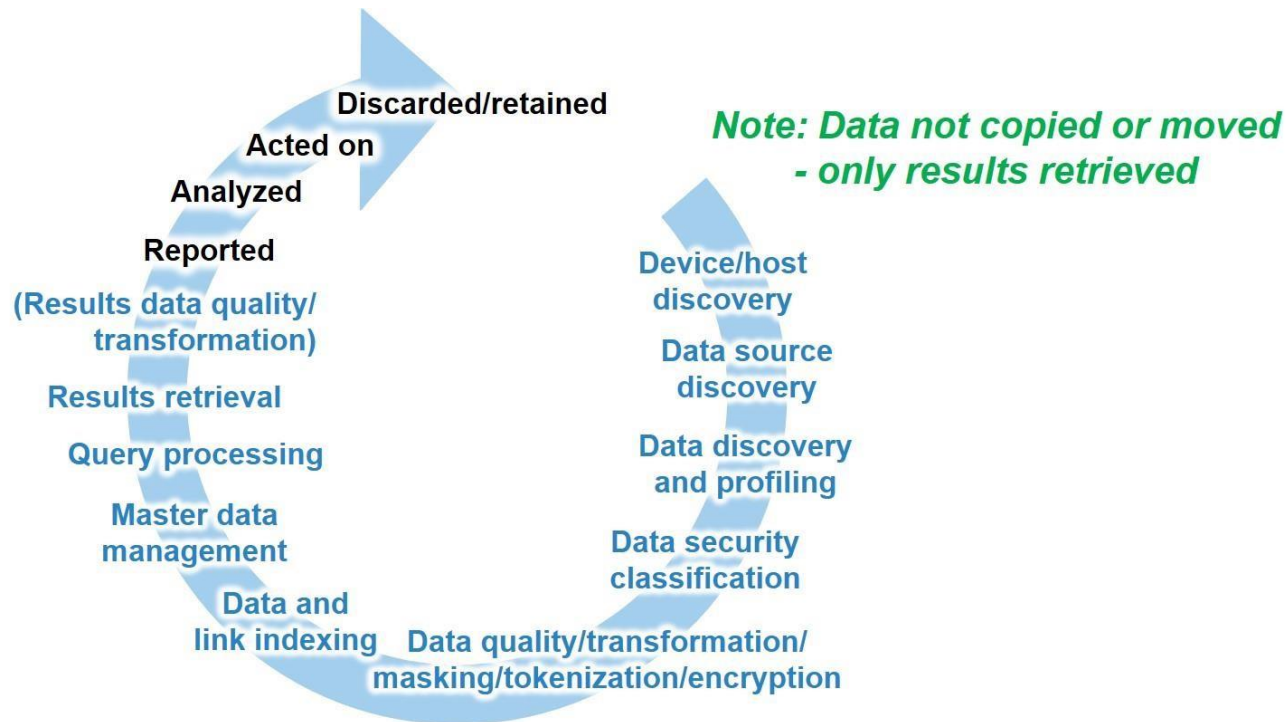 Discarded/retained
Acted on
Analyzed
Reported
(Results data quality/
transformation)
Results retrieval
Query processing
Master data
management
Data and
link indexing
Data quality/transformation/
masking/tokenization/encryption
Data security
classification
Data discovery
and profiling
Data source
discovery
Device/host
discovery
Note: Data not copied or moved
- only results retrieved